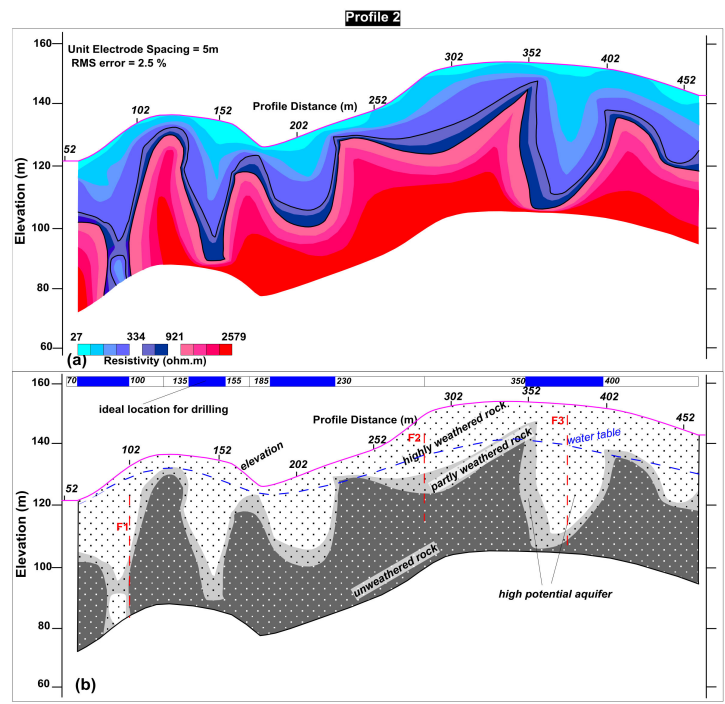 Profile 2
160
Unit Electrode Spacing = 5m
RMS error = 2.5 %
302
352
402
452
140
102
152
Profile Distance (m)
252
202
52
120
Elevation (m)
100
80
60
27 334 921 2579
(a) Resistivity (ohm.m)
160
70 100 135 155 185 230 350 400
ideal location for drilling
302
352
402
452
Profile Distance (m)
F2
F3
140
102
152
elevation
252
highly weathered rock
water table
202
partly weathered rock
52
120
F1
Elevation (m)
100
unweathered rock
high potential aquifer
80
60
(b)